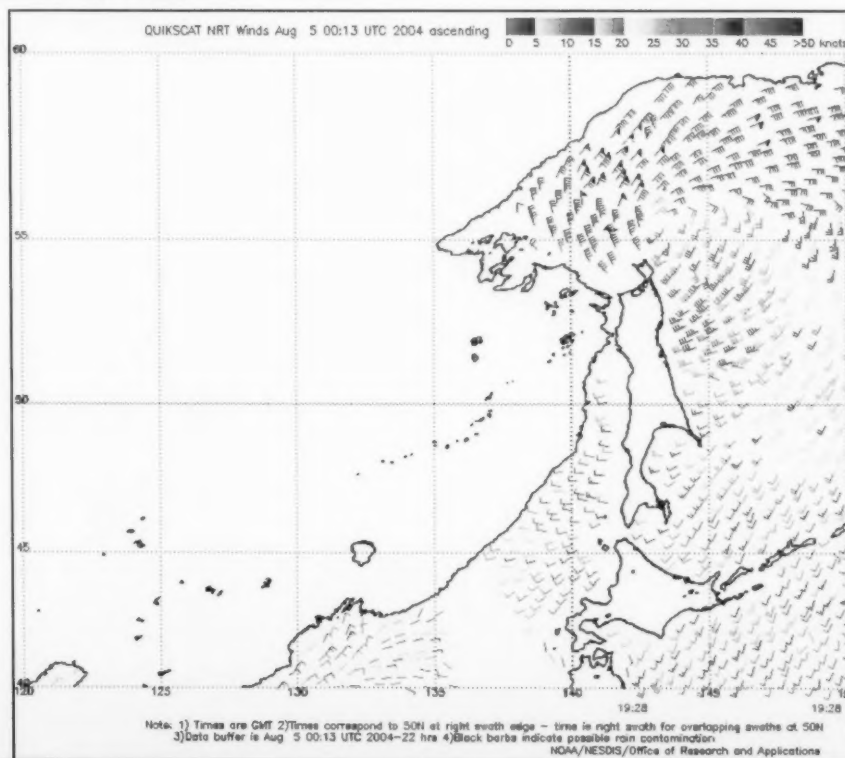 QUIKSCAT NRT Winds Aug 5 00:13 UTC 2004 ascending
0 5 10 15 20 25 30 35 40 45 >50 knots
60
55
50
45
40
120 125 130 135 140 145
19:28 19:28
Note: 1) Times are GMT 2)Times correspond to 50N at right swath edge - time is right swath for overlapping swaths at 50N
3)Data buffer is Aug 5 00:13 UTC 2004-22 hrs 4)Black barbs indicate possible rain contamination
NOAA/NESDIS/Office of Research and Applications